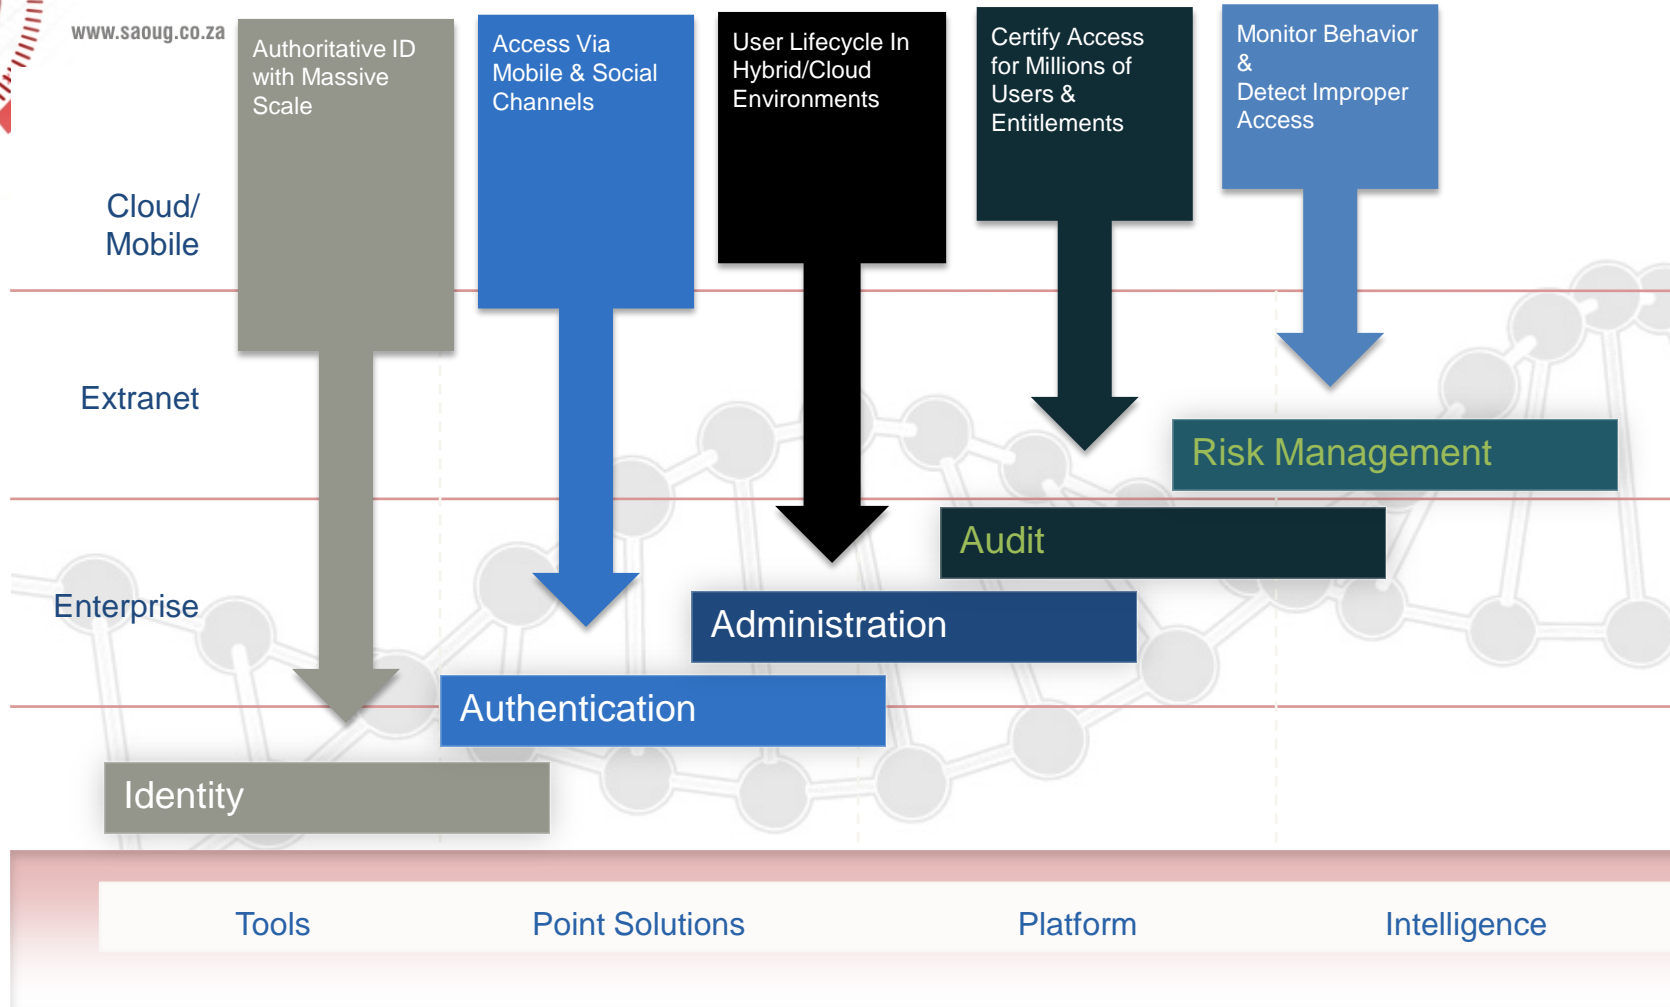 www.saoug.co.za
Authoritative ID
with Massive
Scale
Access Via
Mobile & Social
Channels
User Lifecycle In
Hybrid/Cloud
Environments
Certify Access
for Millions of
Users &
Entitlements
Monitor Behavior
&
Detect Improper
Access
Cloud/
Mobile
Extranet
Enterprise
Risk Management
Audit
Administration
Authentication
Identity
Tools
Point Solutions
Platform
Intelligence